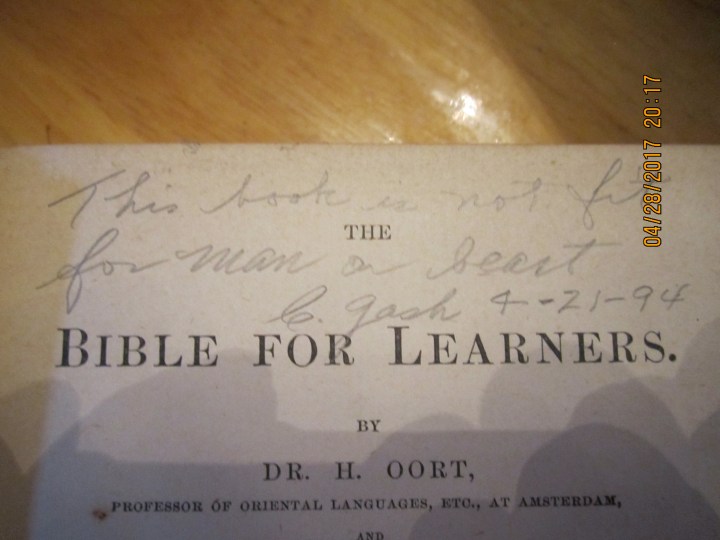 This book is not fit
THE
for man or beast
C. Gash 4-21-94
BIBLE FOR LEARNERS.
BY
DR. H. OORT,
PROFESSOR OF ORIENTAL LANGUAGES, ETC., AT AMSTERDAM,
AND
04/28/2017 20:17